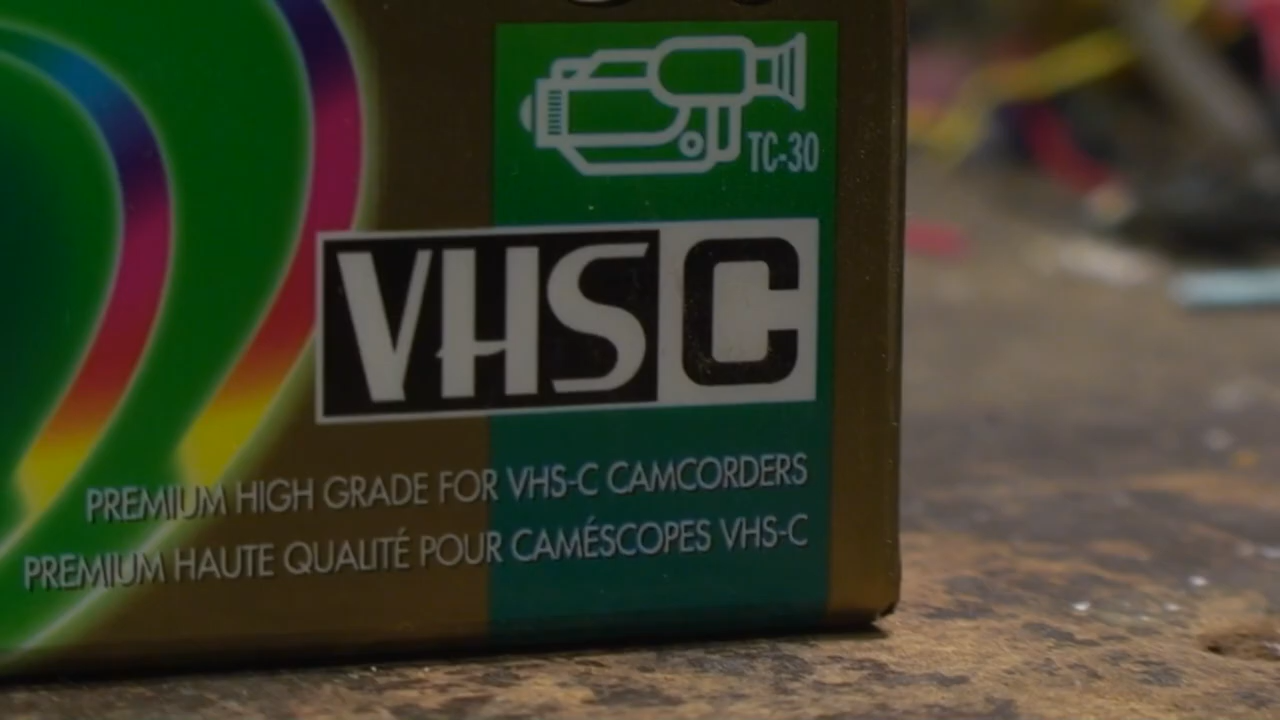 TC-30
VHS C
PREMIUM HIGH GRADE FOR VHS-C CAMCORDERS
PREMIUM HAUTE QUALITÉ POUR CAMÉSCOPES VHS-C